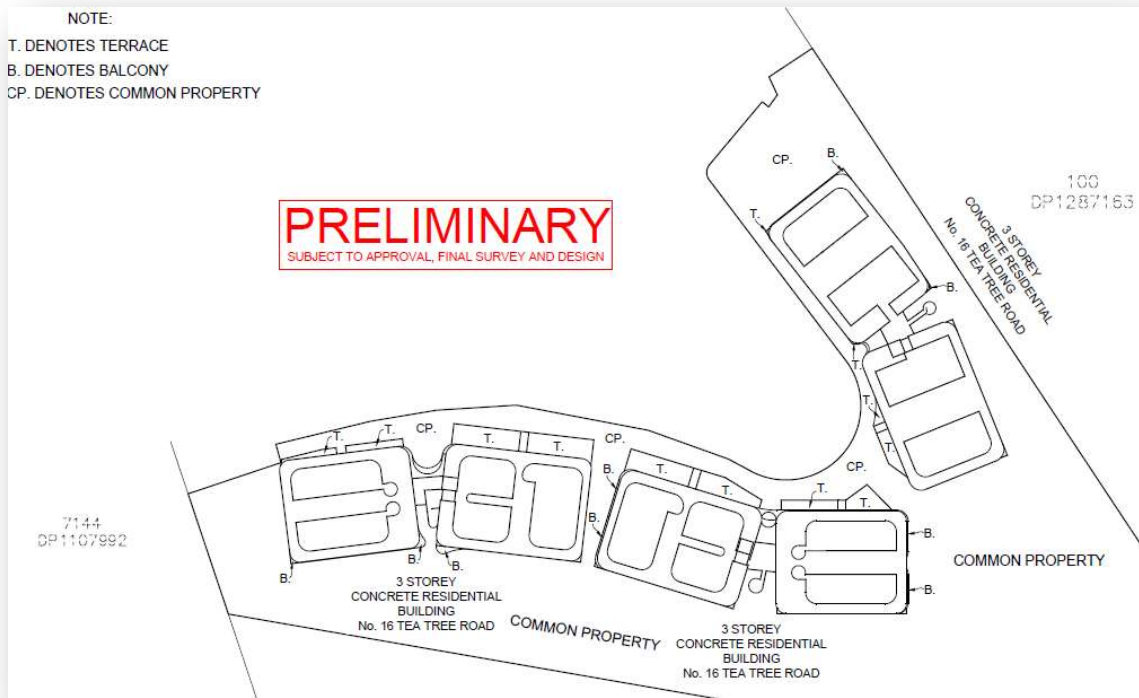 NOTE:
T. DENOTES TERRACE
B. DENOTES BALCONY
CP. DENOTES COMMON PROPERTY
PRELIMINARY
SUBJECT TO APPROVAL, FINAL SURVEY AND DESIGN
CP.
B.
T.
100
DP1287163
3 STOREY
CONCRETE RESIDENTIAL
BUILDING
No. 16 TEA TREE ROAD
B.
T.
T.
T.
T.
T.
CP.
T.
T.
CP.
B.
T.
T.
B.
CP.
T.
T.
B.
B.
7144
DP1107992
B.
B.
B.
COMMON PROPERTY
3 STOREY
CONCRETE RESIDENTIAL
BUILDING
No. 16 TEA TREE ROAD
COMMON PROPERTY
3 STOREY
CONCRETE RESIDENTIAL
BUILDING
No. 16 TEA TREE ROAD